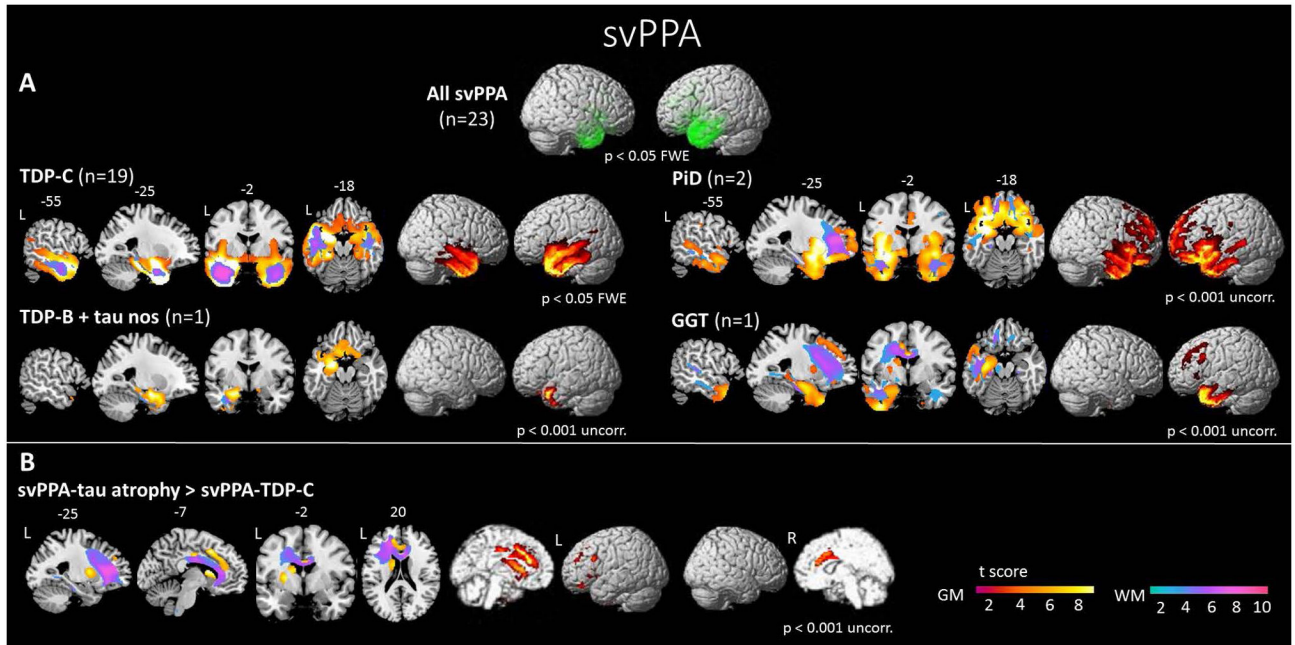 svPPA
A
All svPPA
(n=23)
p < 0.05 FWE
TDP-C (n=19)
-55 -25 -2 -18
L L L
p < 0.05 FWE
PiD (n=2)
-55 -25 -2 -18
L L L
p < 0.001 uncorr.
TDP-B + tau nos (n=1)
p < 0.001 uncorr.
GGT (n=1)
p < 0.001 uncorr.
B
svPPA-tau atrophy > svPPA-TDP-C
-25 -7 -2 20
L L L L R
p < 0.001 uncorr.
t score
GM 2 4 6 8
WM 2 4 6 8 10